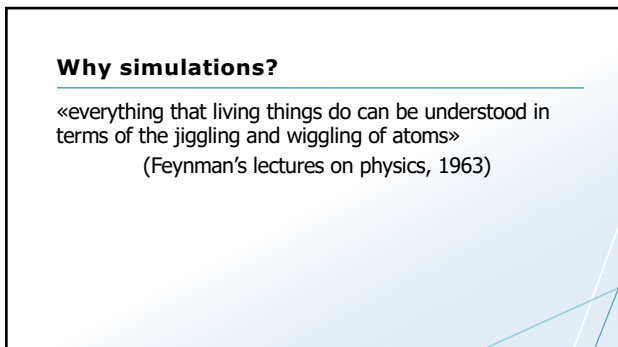 Why simulations?
«everything that living things do can be understood in
terms of the jiggling and wiggling of atoms»
(Feynman’s lectures on physics, 1963)